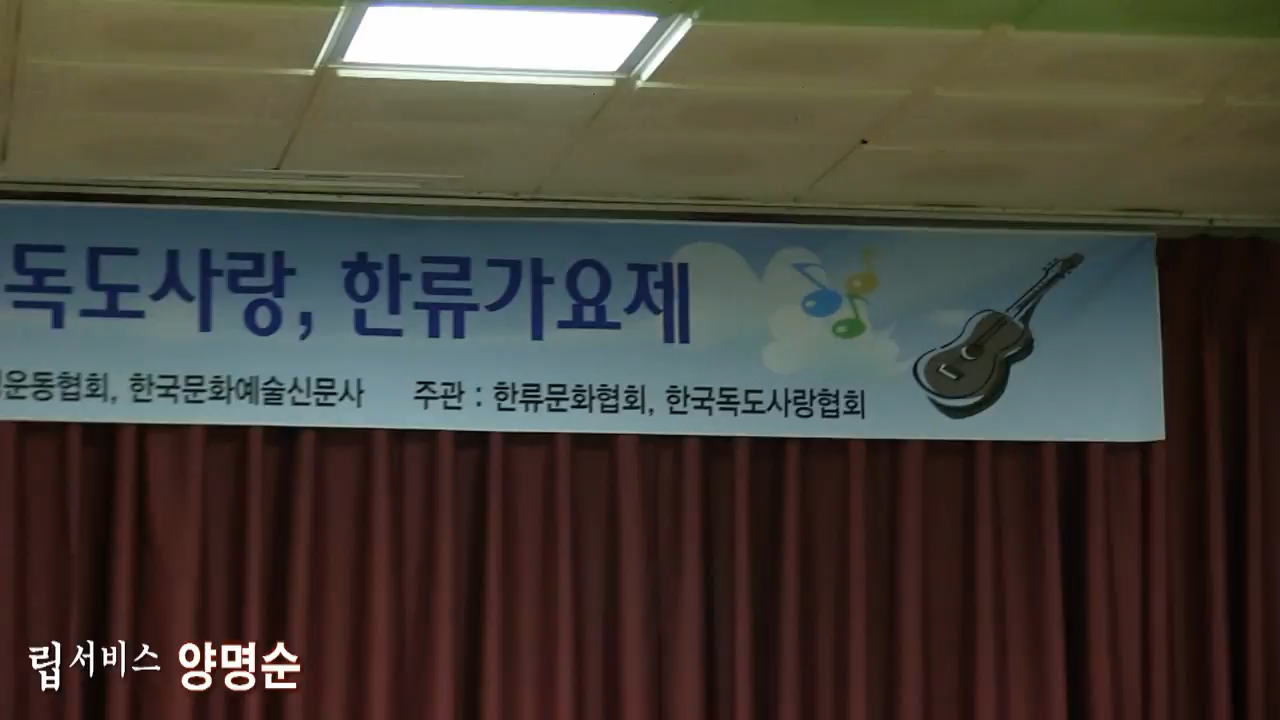 독도사랑, 한류가요제
운동협회, 한국문화예술신문사 주관 : 한류문화협회, 한국독도사랑협회
립서비스 양명순